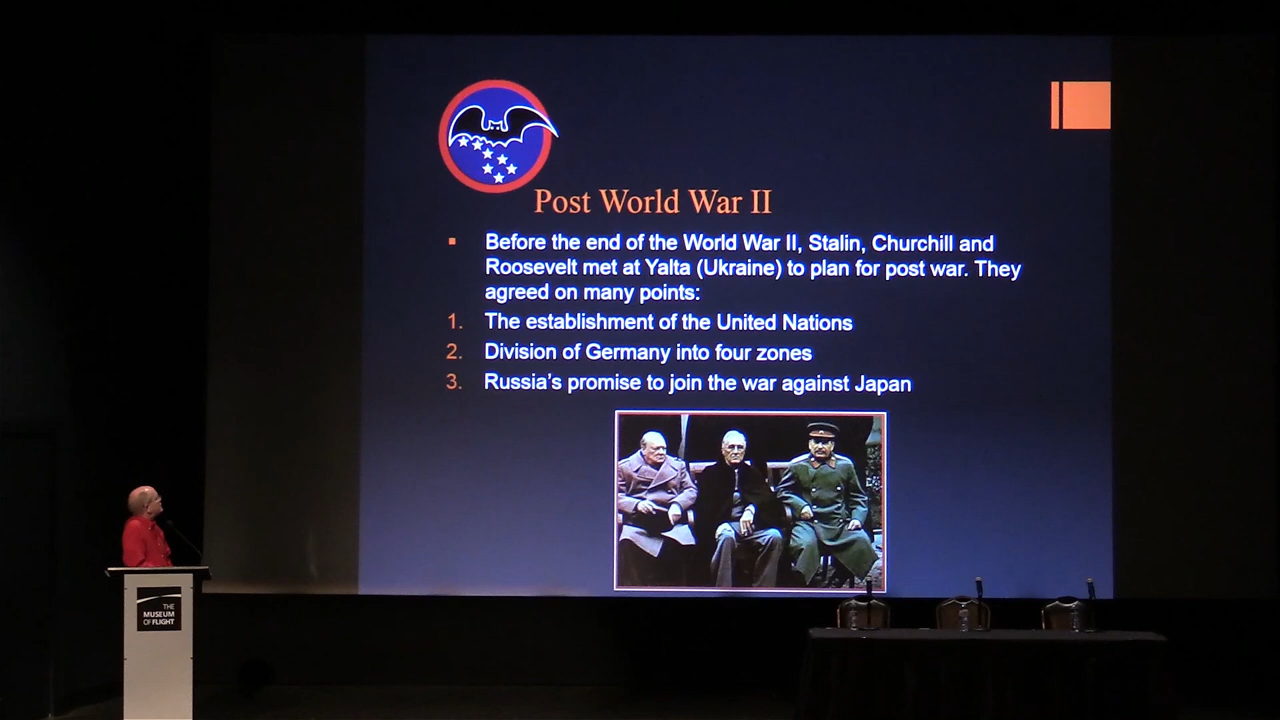 Post World War II
▪ Before the end of the World War II, Stalin, Churchill and
Roosevelt met at Yalta (Ukraine) to plan for post war. They
agreed on many points:
1. The establishment of the United Nations
2. Division of Germany into four zones
3. Russia’s promise to join the war against Japan
THE
MUSEUM
OF FLIGHT